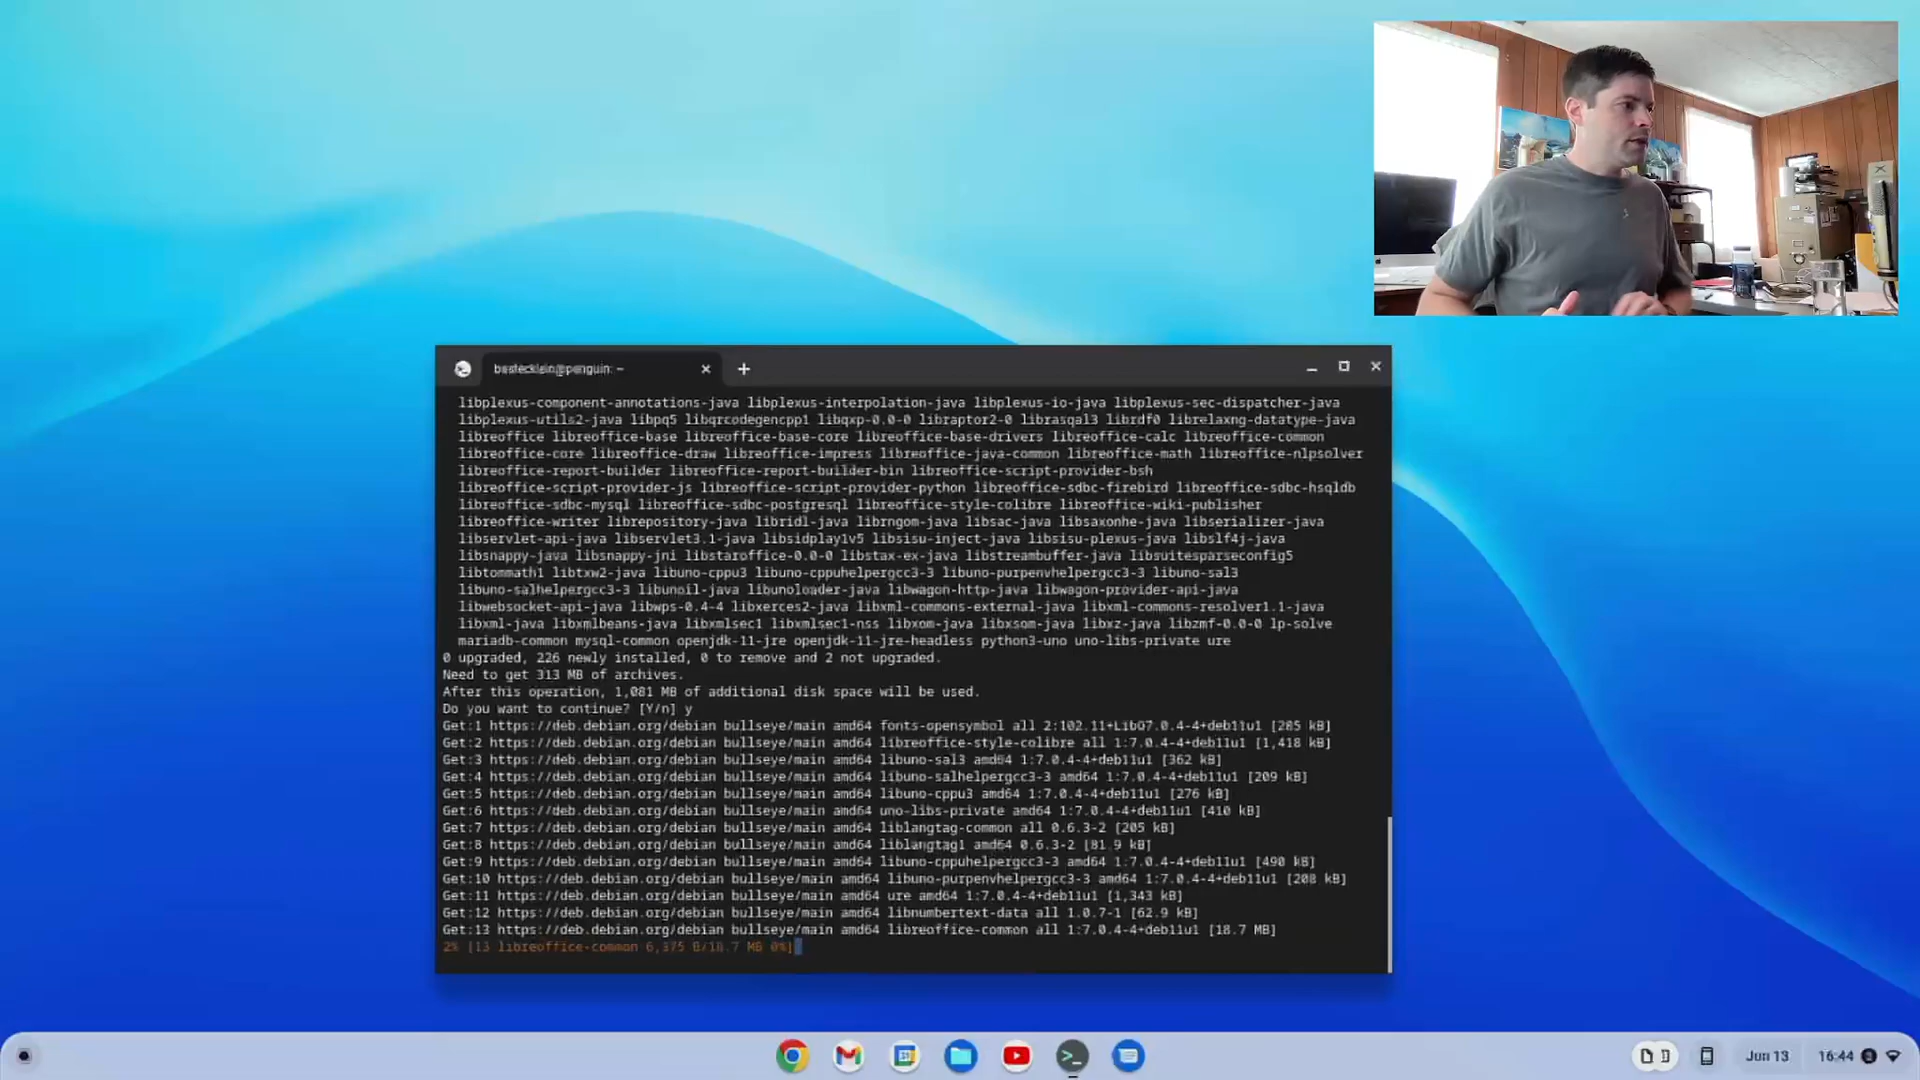 bestecklein@penguin: ~
libplexus-component-annotations-java libplexus-interpolation-java libplexus-io-java libplexus-sec-dispatcher-java
libplexus-utils2-java libpq5 libqrcodegencpp1 libqxp-0.0-0 libraptor2-0 librasqal3 librdf0 librelaxng-datatype-java
libreoffice libreoffice-base libreoffice-base-core libreoffice-base-drivers libreoffice-calc libreoffice-common
libreoffice-core libreoffice-draw libreoffice-impress libreoffice-java-common libreoffice-math libreoffice-nlpsolver
libreoffice-report-builder libreoffice-report-builder-bin libreoffice-script-provider-bsh
libreoffice-script-provider-js libreoffice-script-provider-python libreoffice-sdbc-firebird libreoffice-sdbc-hsqldb
libreoffice-sdbc-mysql libreoffice-sdbc-postgresql libreoffice-style-colibre libreoffice-wiki-publisher
libreoffice-writer librepository-java libridl-java librngom-java libsac-java libsaxonhe-java libserializer-java
libservlet-api-java libservlet3.1-java libsidplay1v5 libsisu-inject-java libsisu-plexus-java libslf4j-java
libsnappy-java libsnappy-jni libstaroffice-0.0-0 libstax-ex-java libstreambuffer-java libsuitesparseconfig5
libtommath1 libtxw2-java libuno-cppu3 libuno-cppuhelpergcc3-3 libuno-purpenvhelpergcc3-3 libuno-sal3
libuno-salhelpergcc3-3 libunoil-java libunoloader-java libwagon-http-java libwagon-provider-api-java
libwebsocket-api-java libwps-0.4-4 libxerces2-java libxml-commons-external-java libxml-commons-resolver1.1-java
libxml-java libxmlbeans-java libxmlsec1 libxmlsec1-nss libxom-java libxsom-java libxz-java libzmf-0.0-0 lp-solve
mariadb-common mysql-common openjdk-11-jre openjdk-11-jre-headless python3-uno uno-libs-private ure
0 upgraded, 226 newly installed, 0 to remove and 2 not upgraded.
Need to get 313 MB of archives.
After this operation, 1,081 MB of additional disk space will be used.
Do you want to continue? [Y/n] y
Get:1 https://deb.debian.org/debian bullseye/main amd64 fonts-opensymbol all 2:102.11+LibO7.0.4-4+deb11u1 [285 kB]
Get:2 https://deb.debian.org/debian bullseye/main amd64 libreoffice-style-colibre all 1:7.0.4-4+deb11u1 [1,418 kB]
Get:3 https://deb.debian.org/debian bullseye/main amd64 libuno-sal3 amd64 1:7.0.4-4+deb11u1 [362 kB]
Get:4 https://deb.debian.org/debian bullseye/main amd64 libuno-salhelpergcc3-3 amd64 1:7.0.4-4+deb11u1 [209 kB]
Get:5 https://deb.debian.org/debian bullseye/main amd64 libuno-cppu3 amd64 1:7.0.4-4+deb11u1 [276 kB]
Get:6 https://deb.debian.org/debian bullseye/main amd64 uno-libs-private amd64 1:7.0.4-4+deb11u1 [410 kB]
Get:7 https://deb.debian.org/debian bullseye/main amd64 liblangtag-common all 0.6.3-2 [205 kB]
Get:8 https://deb.debian.org/debian bullseye/main amd64 liblangtag1 amd64 0.6.3-2 [81.9 kB]
Get:9 https://deb.debian.org/debian bullseye/main amd64 libuno-cppuhelpergcc3-3 amd64 1:7.0.4-4+deb11u1 [490 kB]
Get:10 https://deb.debian.org/debian bullseye/main amd64 libuno-purpenvhelpergcc3-3 amd64 1:7.0.4-4+deb11u1 [208 kB]
Get:11 https://deb.debian.org/debian bullseye/main amd64 ure amd64 1:7.0.4-4+deb11u1 [1,343 kB]
Get:12 https://deb.debian.org/debian bullseye/main amd64 libnumbertext-data all 1.0.7-1 [62.9 kB]
Get:13 https://deb.debian.org/debian bullseye/main amd64 libreoffice-common all 1:7.0.4-4+deb11u1 [18.7 MB]
2% [13 libreoffice-common 6,375 B/18.7 MB 0%]
Jun 13 16:44